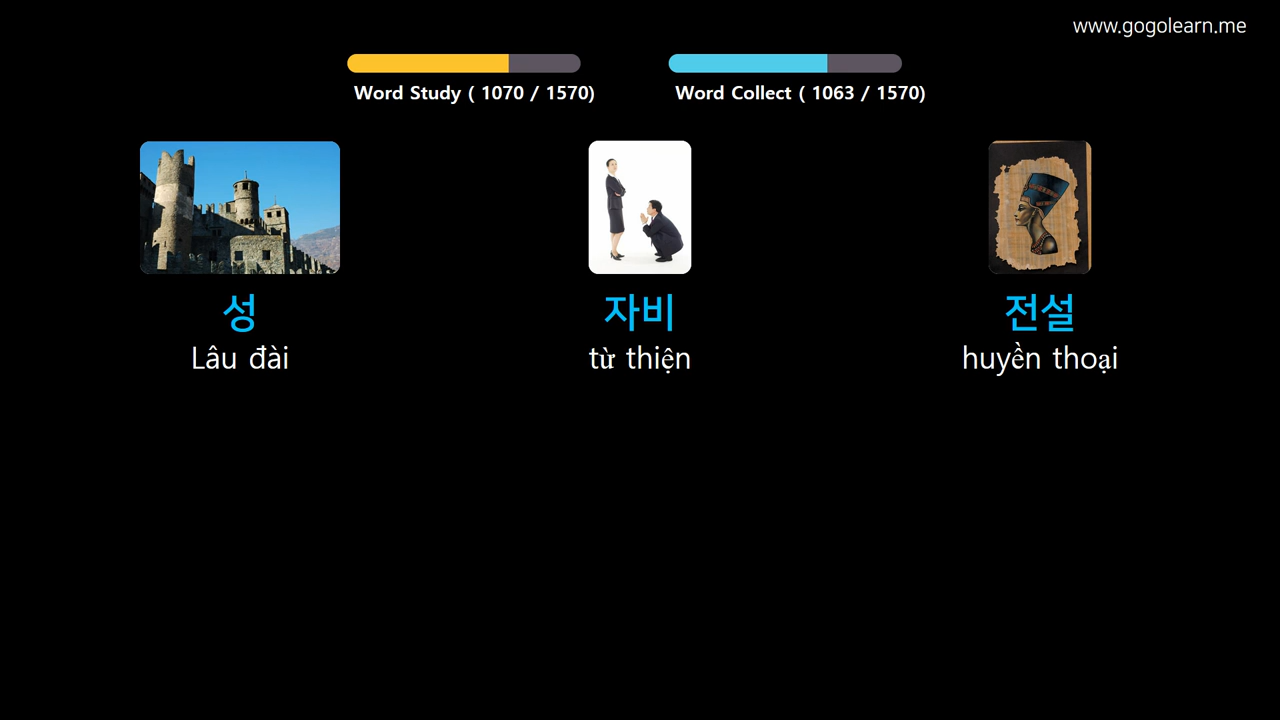 www.gogolearn.me
Word Study ( 1070 / 1570)
Word Collect ( 1063 / 1570)
성
자비
전설
Lâu đài
từ thiện
huyền thoại